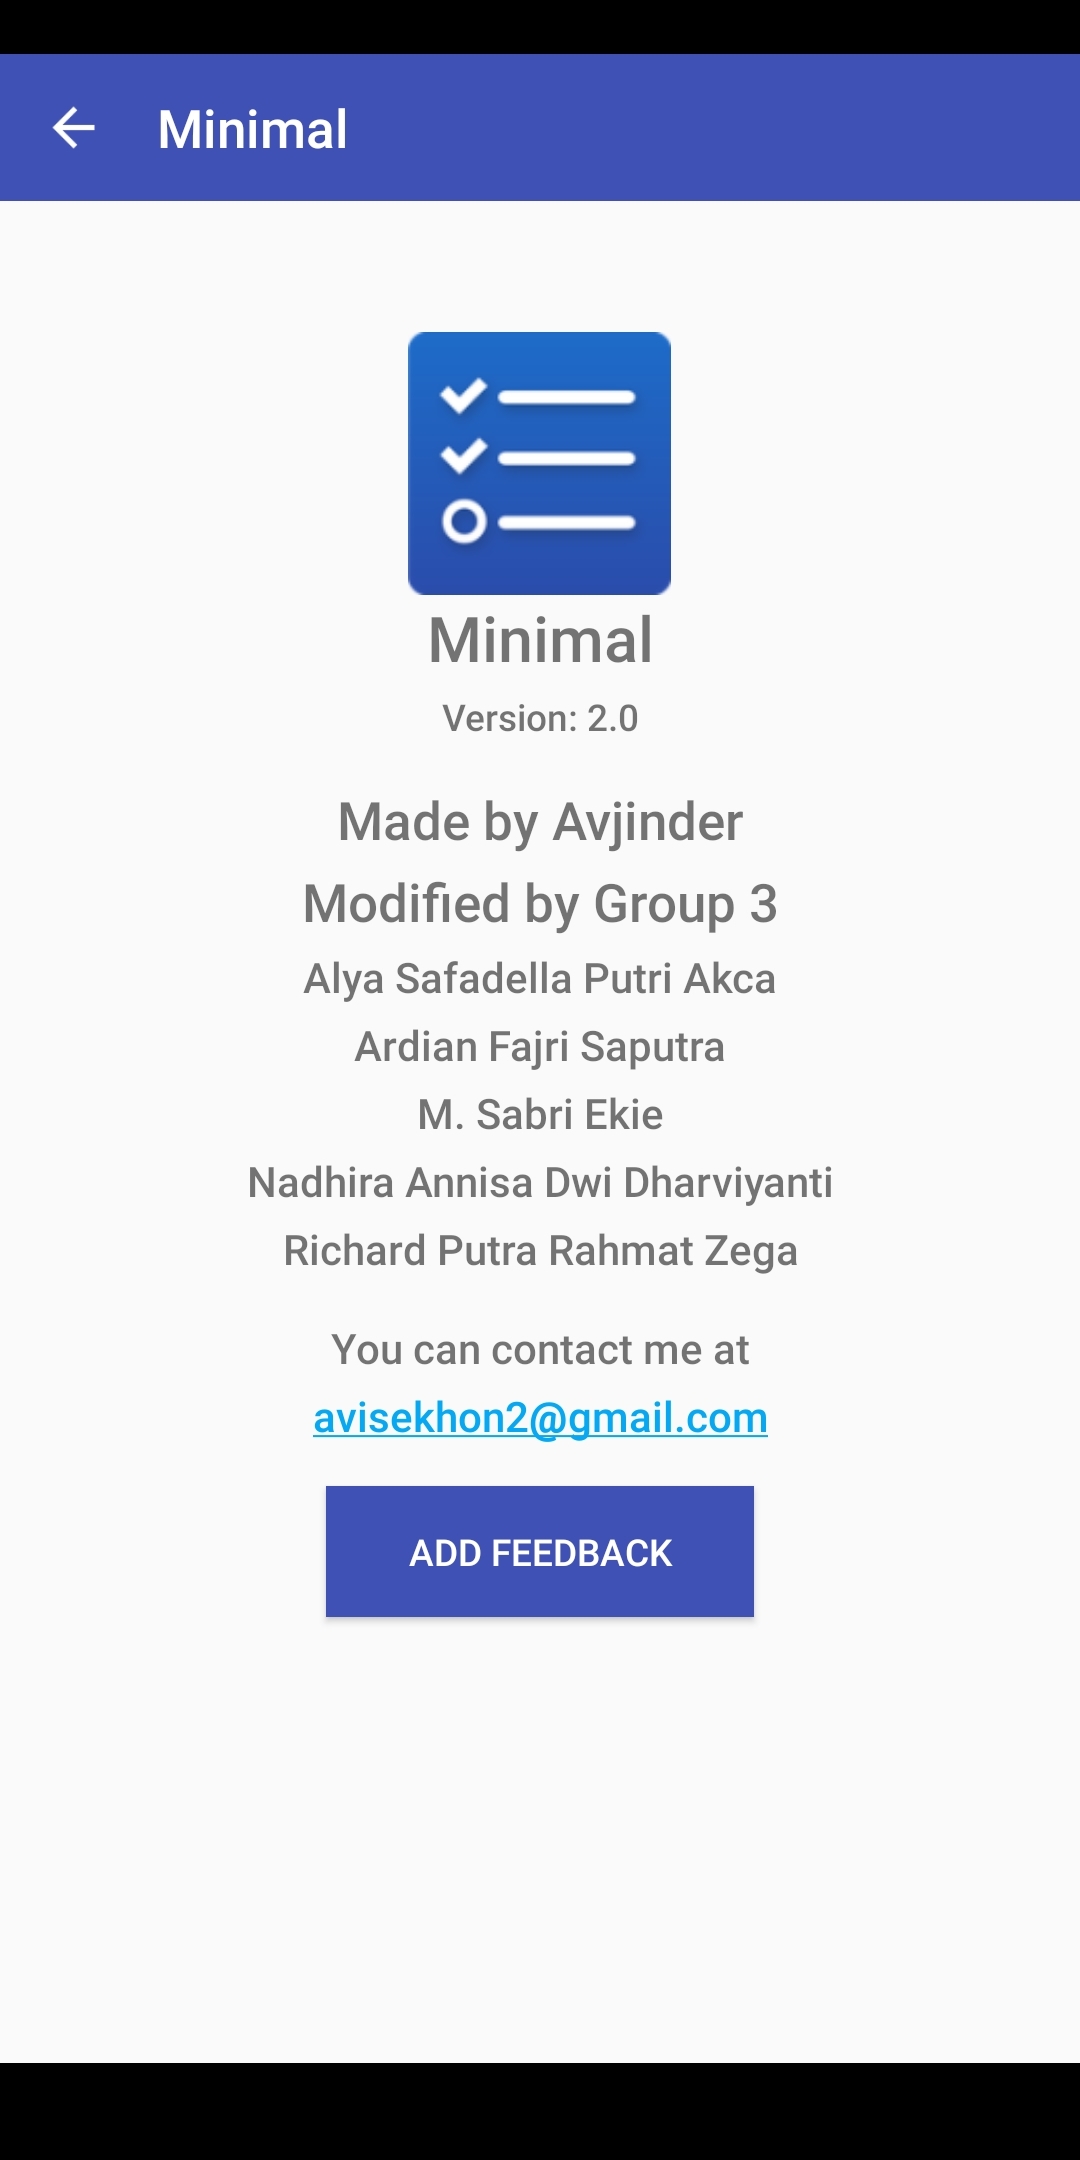 Minimal
Minimal
Version: 2.0
Made by Avjinder
Modified by Group 3
Alya Safadella Putri Akca
Ardian Fajri Saputra
M. Sabri Ekie
Nadhira Annisa Dwi Dharviyanti
Richard Putra Rahmat Zega
You can contact me at
avisekhon2@gmail.com
ADD FEEDBACK